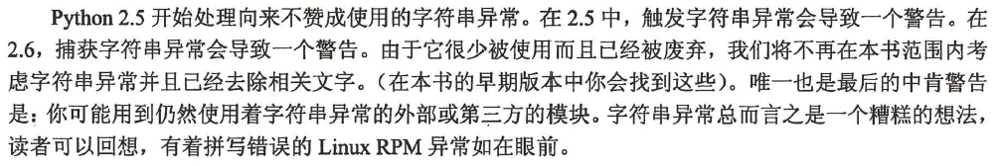 Python 2.5 开始处理向来不赞成使用的字符串异常。在 2.5 中，触发字符串异常会导致一个警告。在
2.6，捕获字符串异常会导致一个警告。由于它很少被使用而且已经被废弃，我们将不再在本书范围内考
虑字符串异常并且已经去除相关文字。（在本书的早期版本中你会找到这些）。唯一也是最后的中肯警告
是：你可能用到仍然使用着字符串异常的外部或第三方的模块。字符串异常总而言之是一个糟糕的想法，
读者可以回想，有着拼写错误的 Linux RPM 异常如在眼前。